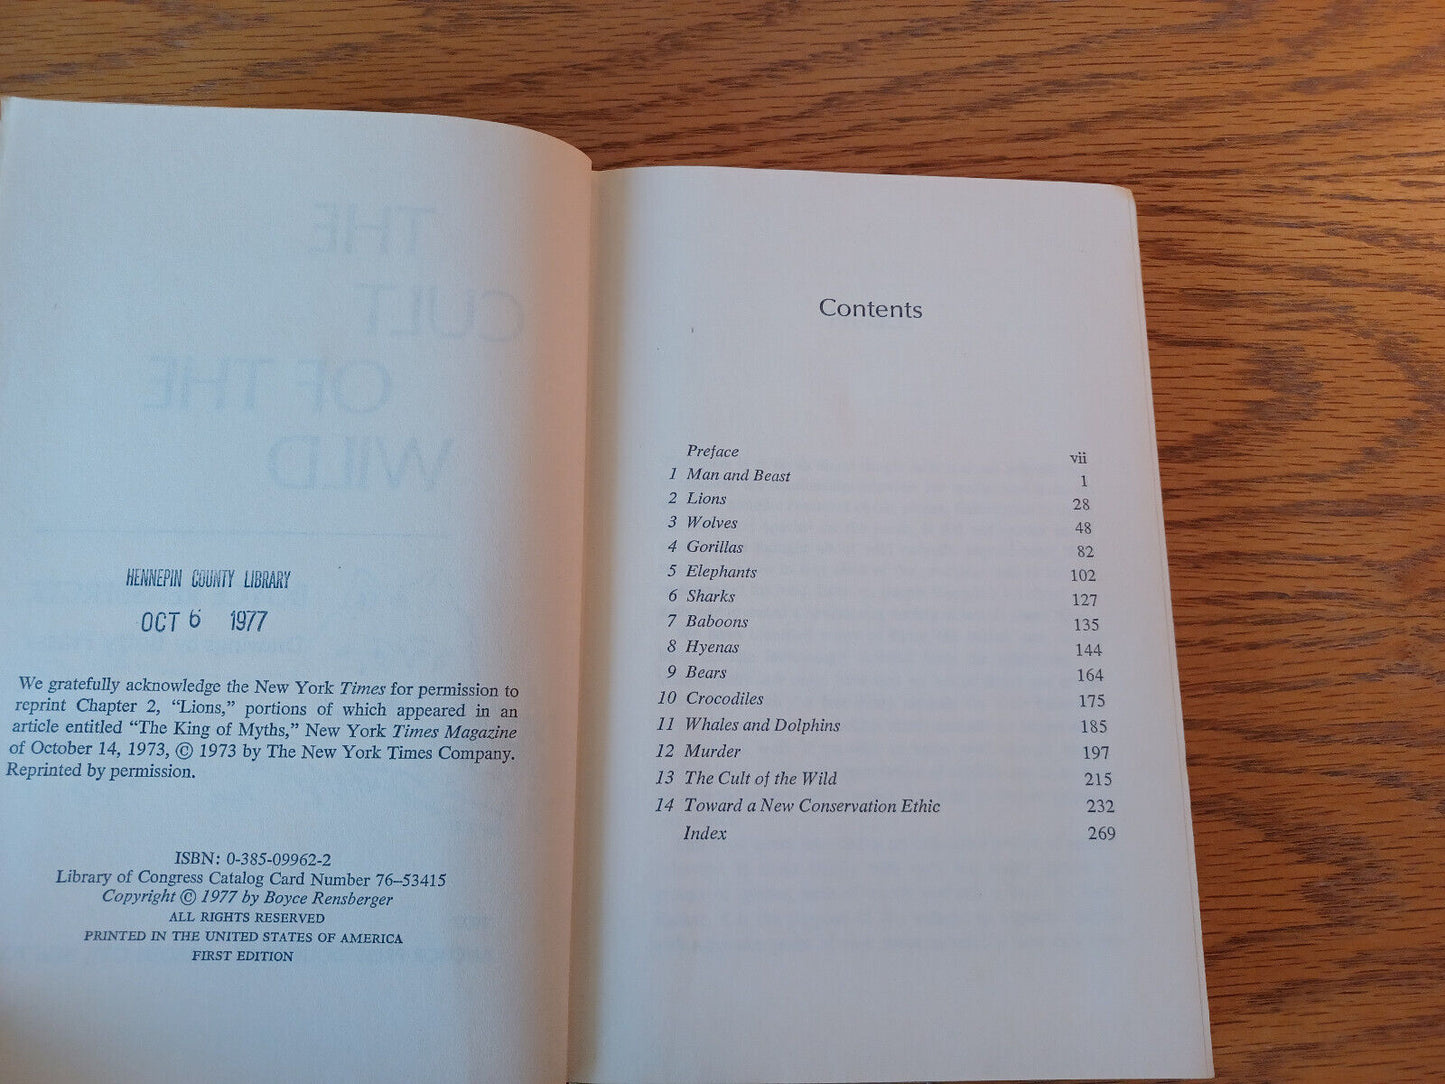 THE
CULT
OF THE
WILD
HENNEPIN COUNTY LIBRARY
OCT 6 1977
We gratefully acknowledge the New York Times for permission to
reprint Chapter 2, “Lions,” portions of which appeared in an
article entitled “The King of Myths,” New York Times Magazine
of October 14, 1973, © 1973 by The New York Times Company.
Reprinted by permission.
ISBN: 0-385-09962-2
Library of Congress Catalog Card Number 76–53415
Copyright © 1977 by Boyce Rensberger
ALL RIGHTS RESERVED
PRINTED IN THE UNITED STATES OF AMERICA
FIRST EDITION
Contents
Preface vii
1 Man and Beast 1
2 Lions 28
3 Wolves 48
4 Gorillas 82
5 Elephants 102
6 Sharks 127
7 Baboons 135
8 Hyenas 144
9 Bears 164
10 Crocodiles 175
11 Whales and Dolphins 185
12 Murder 197
13 The Cult of the Wild 215
14 Toward a New Conservation Ethic 232
Index 269